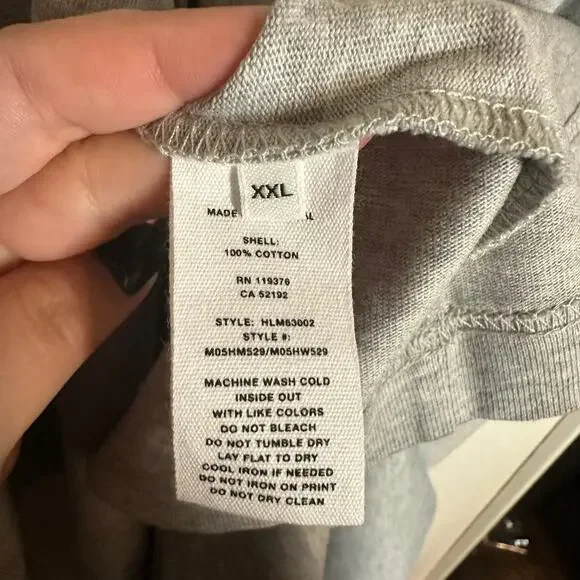 XXL
MADE
SHELL:
100% COTTON
RN 119376
CA 52192
STYLE: HLM63002
STYLE #:
M05HM529/M05HW529
MACHINE WASH COLD
INSIDE OUT
WITH LIKE COLORS
DO NOT BLEACH
DO NOT TUMBLE DRY
LAY FLAT TO DRY
COOL IRON IF NEEDED
DO NOT IRON ON PRINT
DO NOT DRY CLEAN